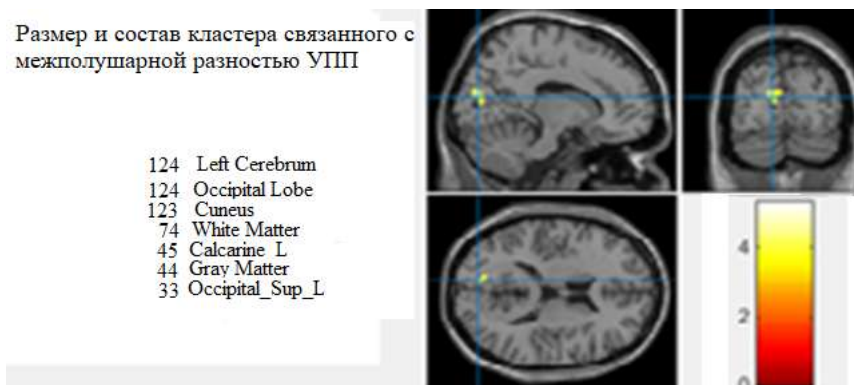 Размер и состав кластера связанного с
межполушарной разностью УПП
124 Left Cerebrum
124 Occipital Lobe
123 Cuneus
74 White Matter
45 Calcarine_L
44 Gray Matter
33 Occipital_Sup_L
4
2
0